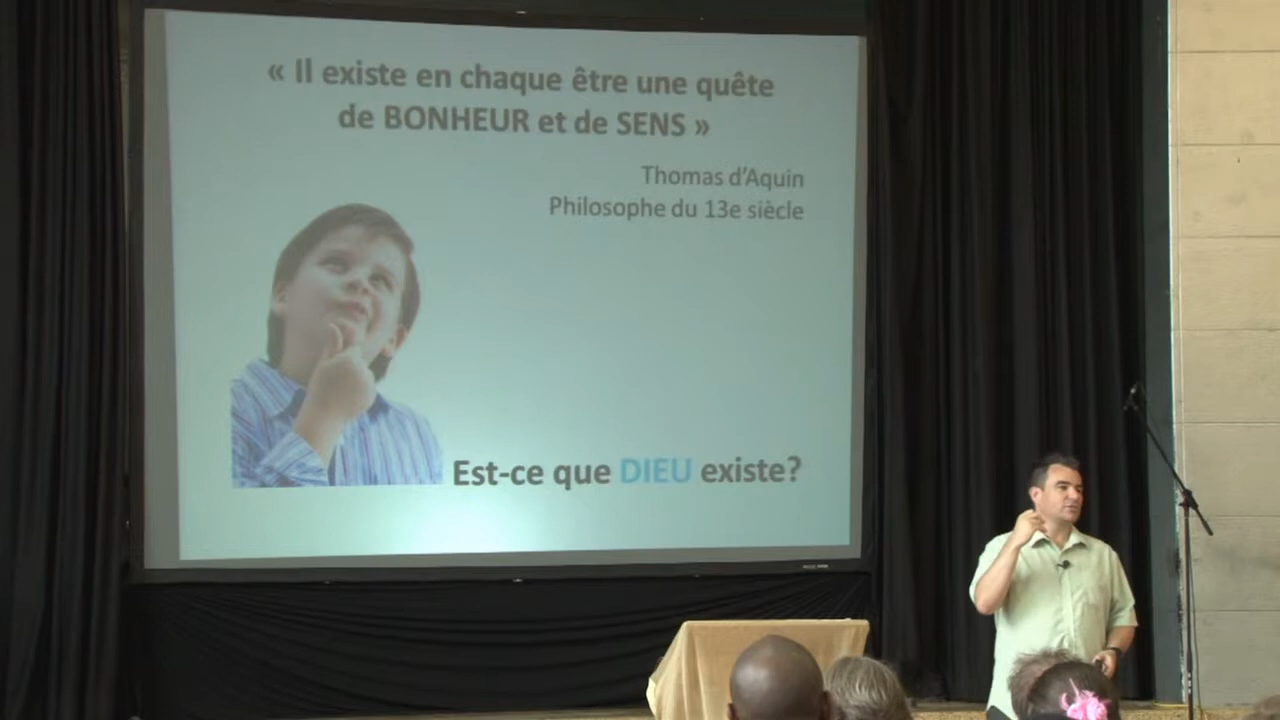 « Il existe en chaque être une quête
de BONHEUR et de SENS »
Thomas d'Aquin
Philosophe du 13e siècle
Est-ce que DIEU existe?